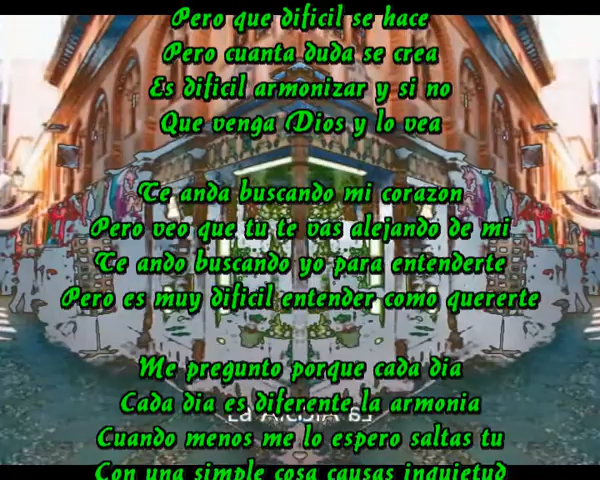 Pero que dificil se hace
Pero cuanta duda se crea
Es dificil armonizar y si no
Que venga Dios y lo vea
Te anda buscando mi corazon
Pero veo que tu te vas alejando de mi
Te ando buscando yo para entenderte
Pero es muy dificil entender como quererte
Me pregunto porque cada dia
Cada dia es diferente la armonia
Cuando menos me lo espero saltas tu
Con una simple cosa causas inquietud